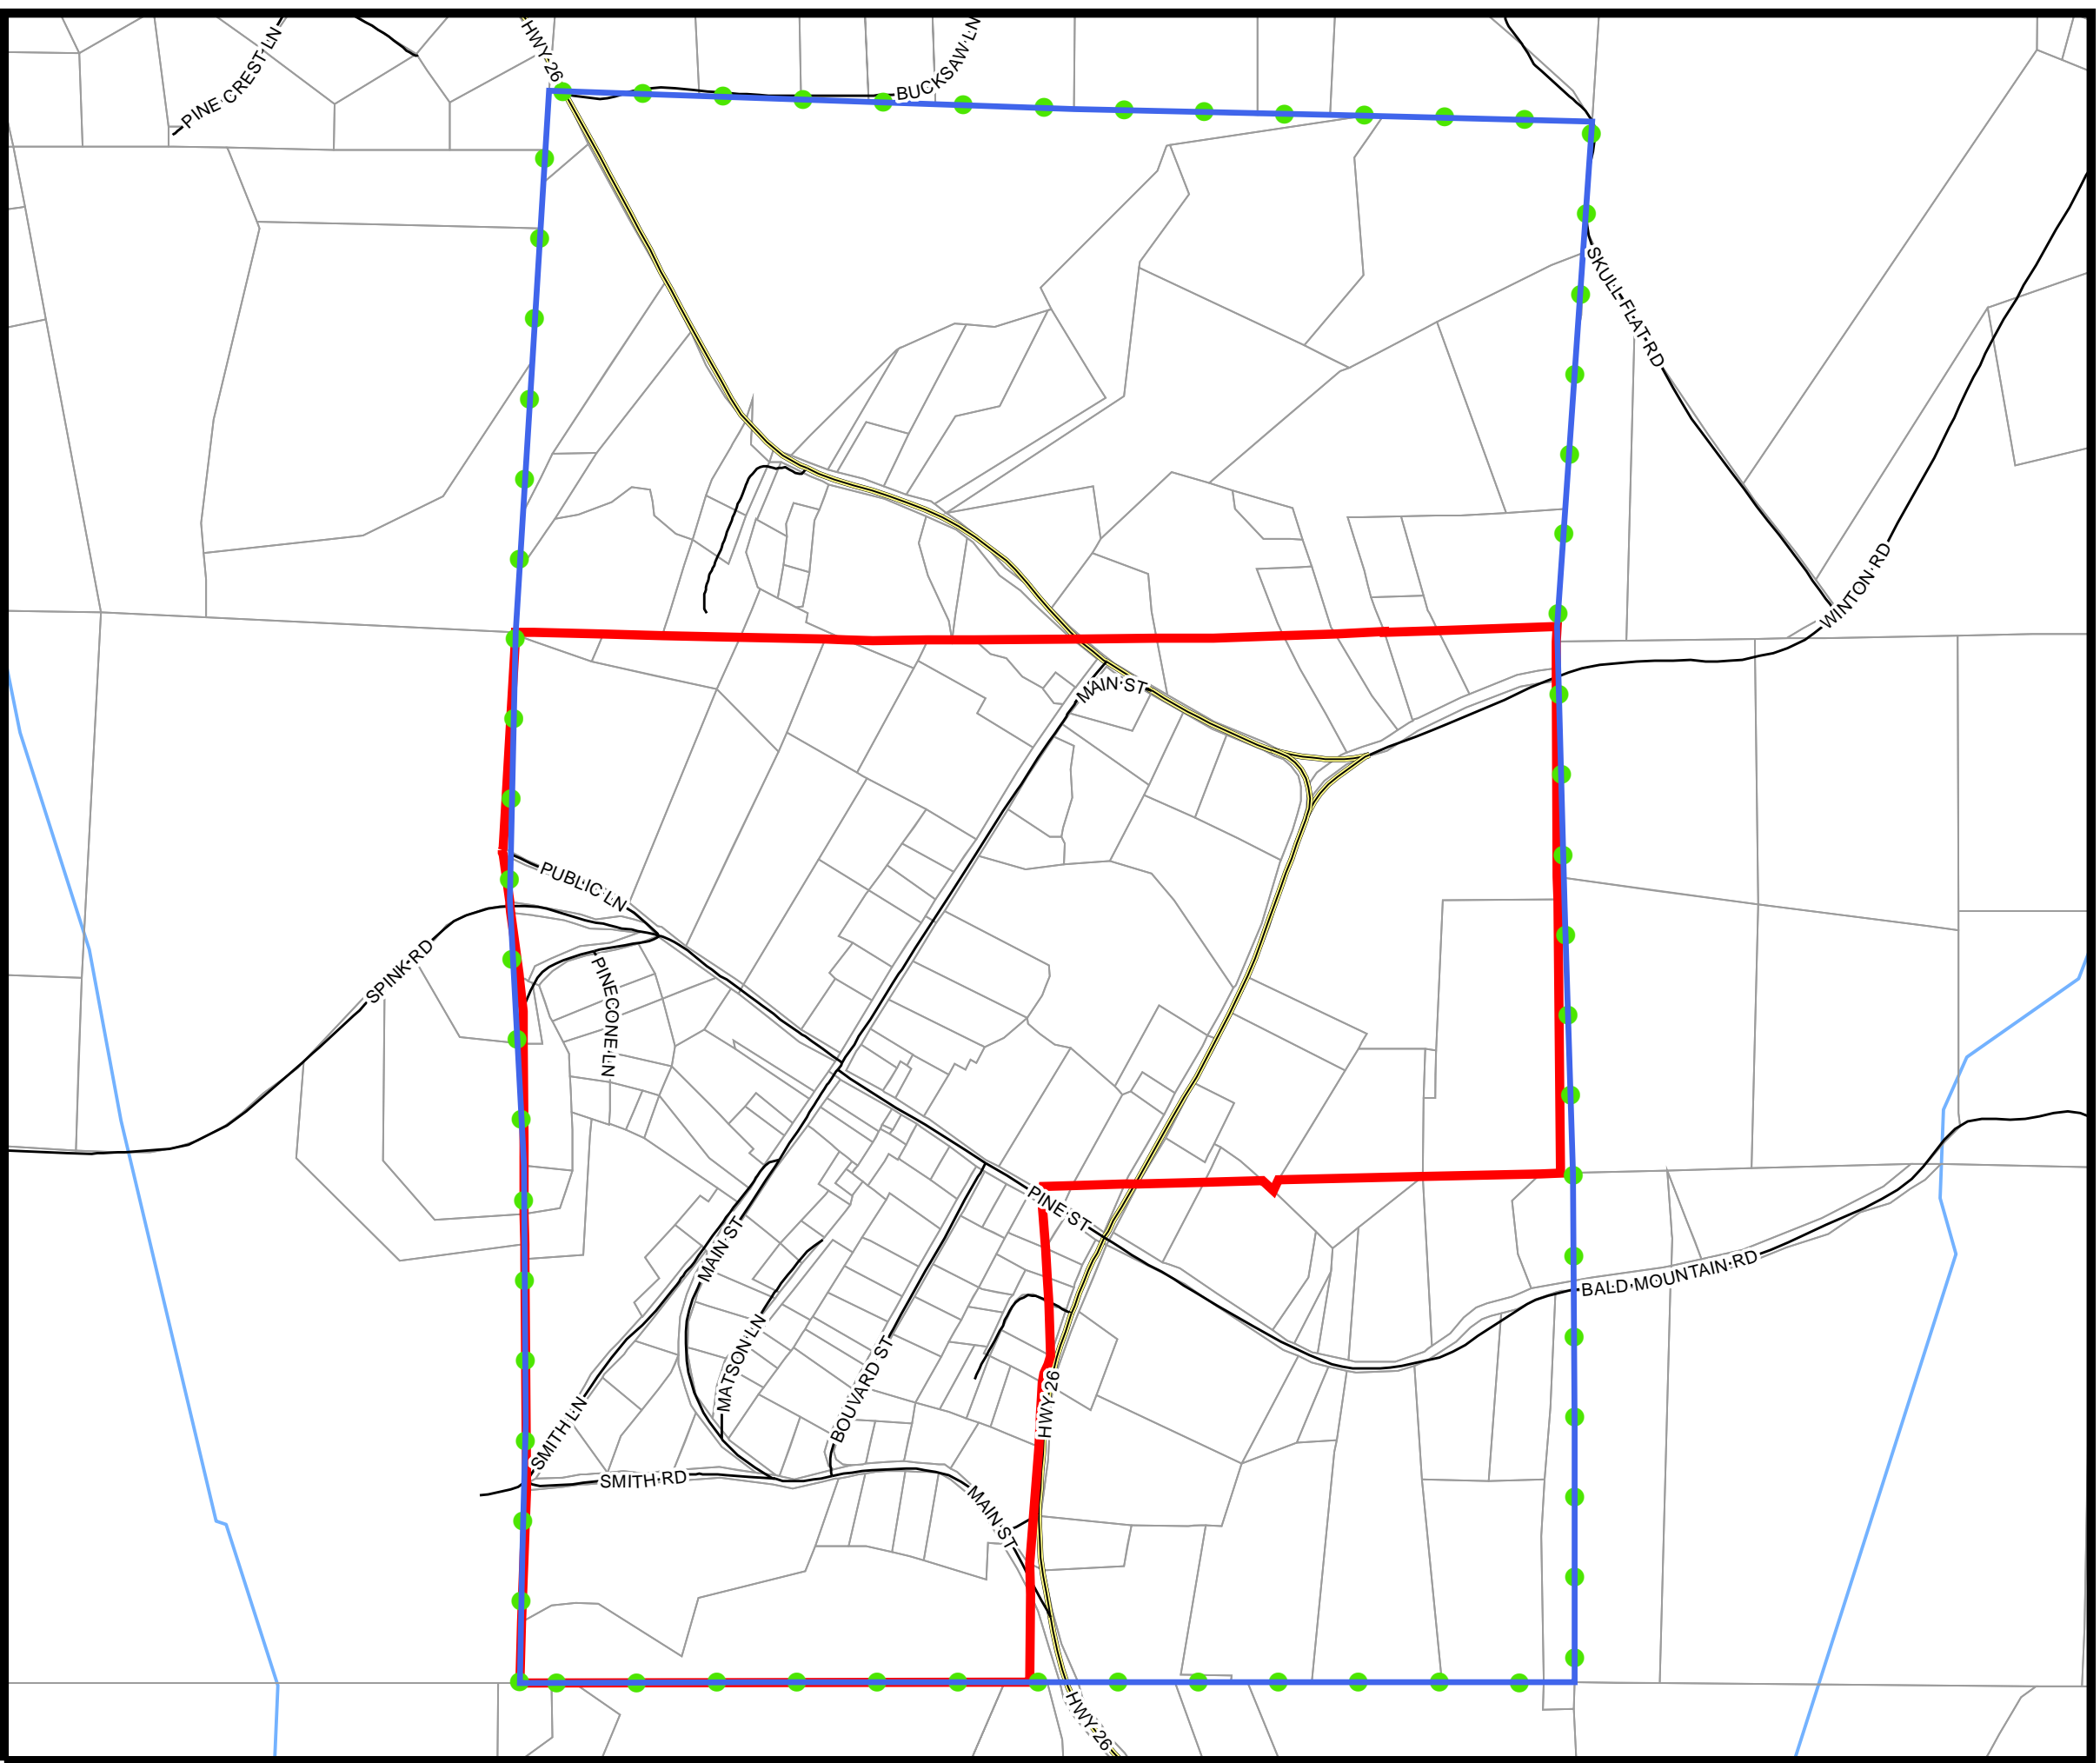 HWY 26
BUCKSAW LN
PINE CREST LN
SKULL FLAT RD
WINTON RD
MAIN ST
PUBLIC LN
SPINK RD
PINECONE LN
PINE ST
MAIN ST
BALD MOUNTAIN RD
MATSON LN
BOUVARD ST
HWY 26
SMITH LN
SMITH RD
MAIN ST
HWY 26